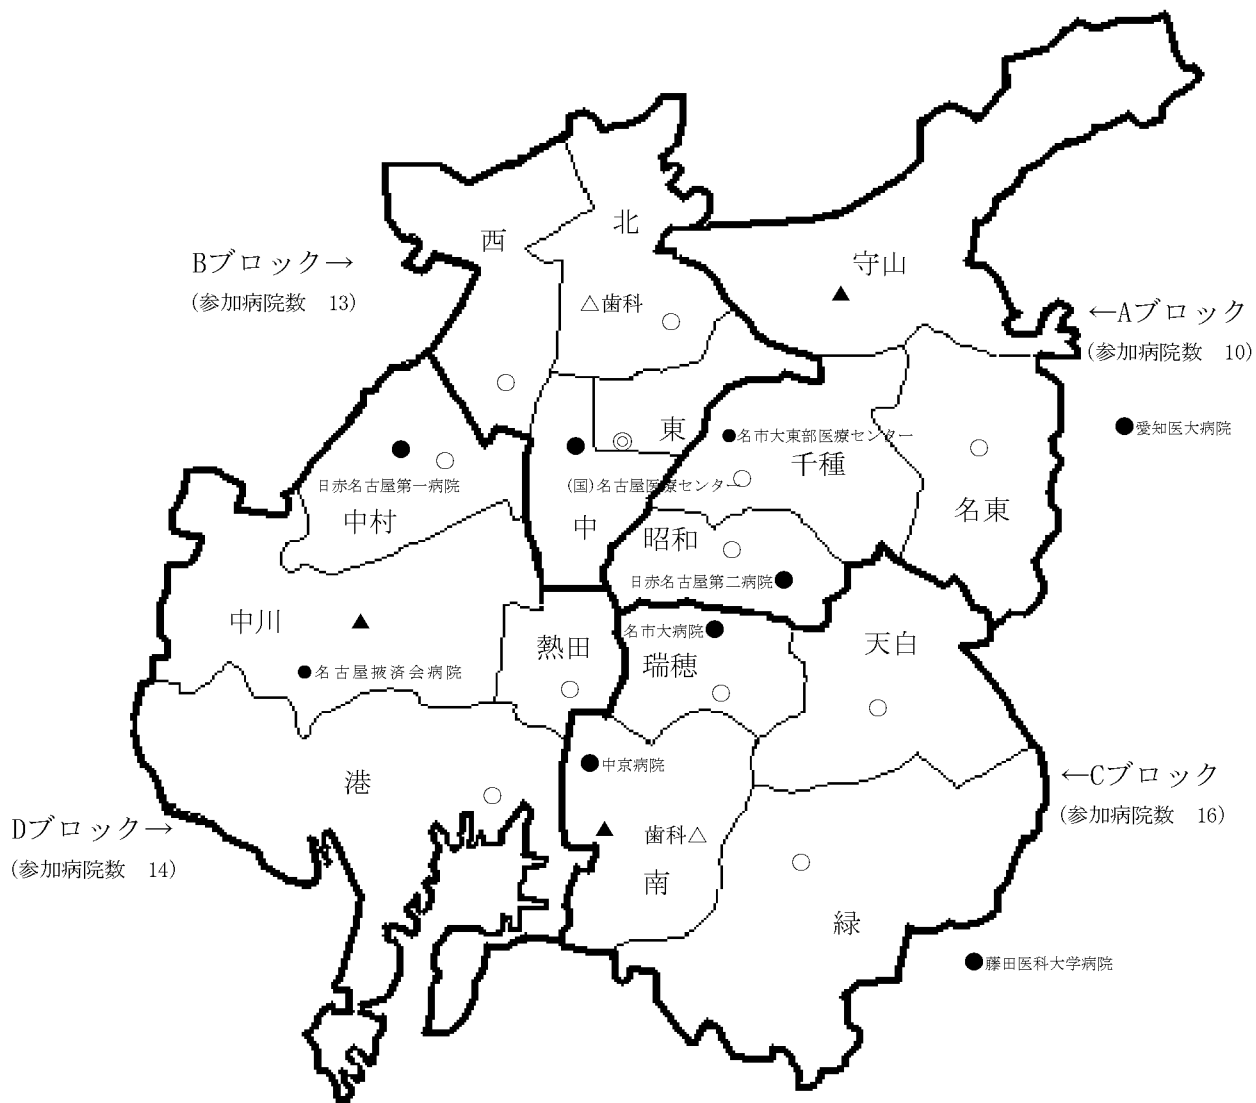 北
西
守山
Bブロック→
(参加病院数　13)
△歯科
▲
←Aブロック
(参加病院数　10)
○
○
東
◎
●名市大東部医療センター
千種
●愛知医大病院
●
○
日赤名古屋第一病院
●
(国)名古屋医療センター
○
○
名東
中村
中
昭和
○
日赤名古屋第二病院●
中川
▲
熱田
名市大病院●
天白
瑞穂
●名古屋掖済会病院
○
○
○
●中京病院
港
○
←Cブロック
(参加病院数　16)
Dブロック→
(参加病院数　14)
▲
歯科△
○
南
緑
●藤田医科大学病院